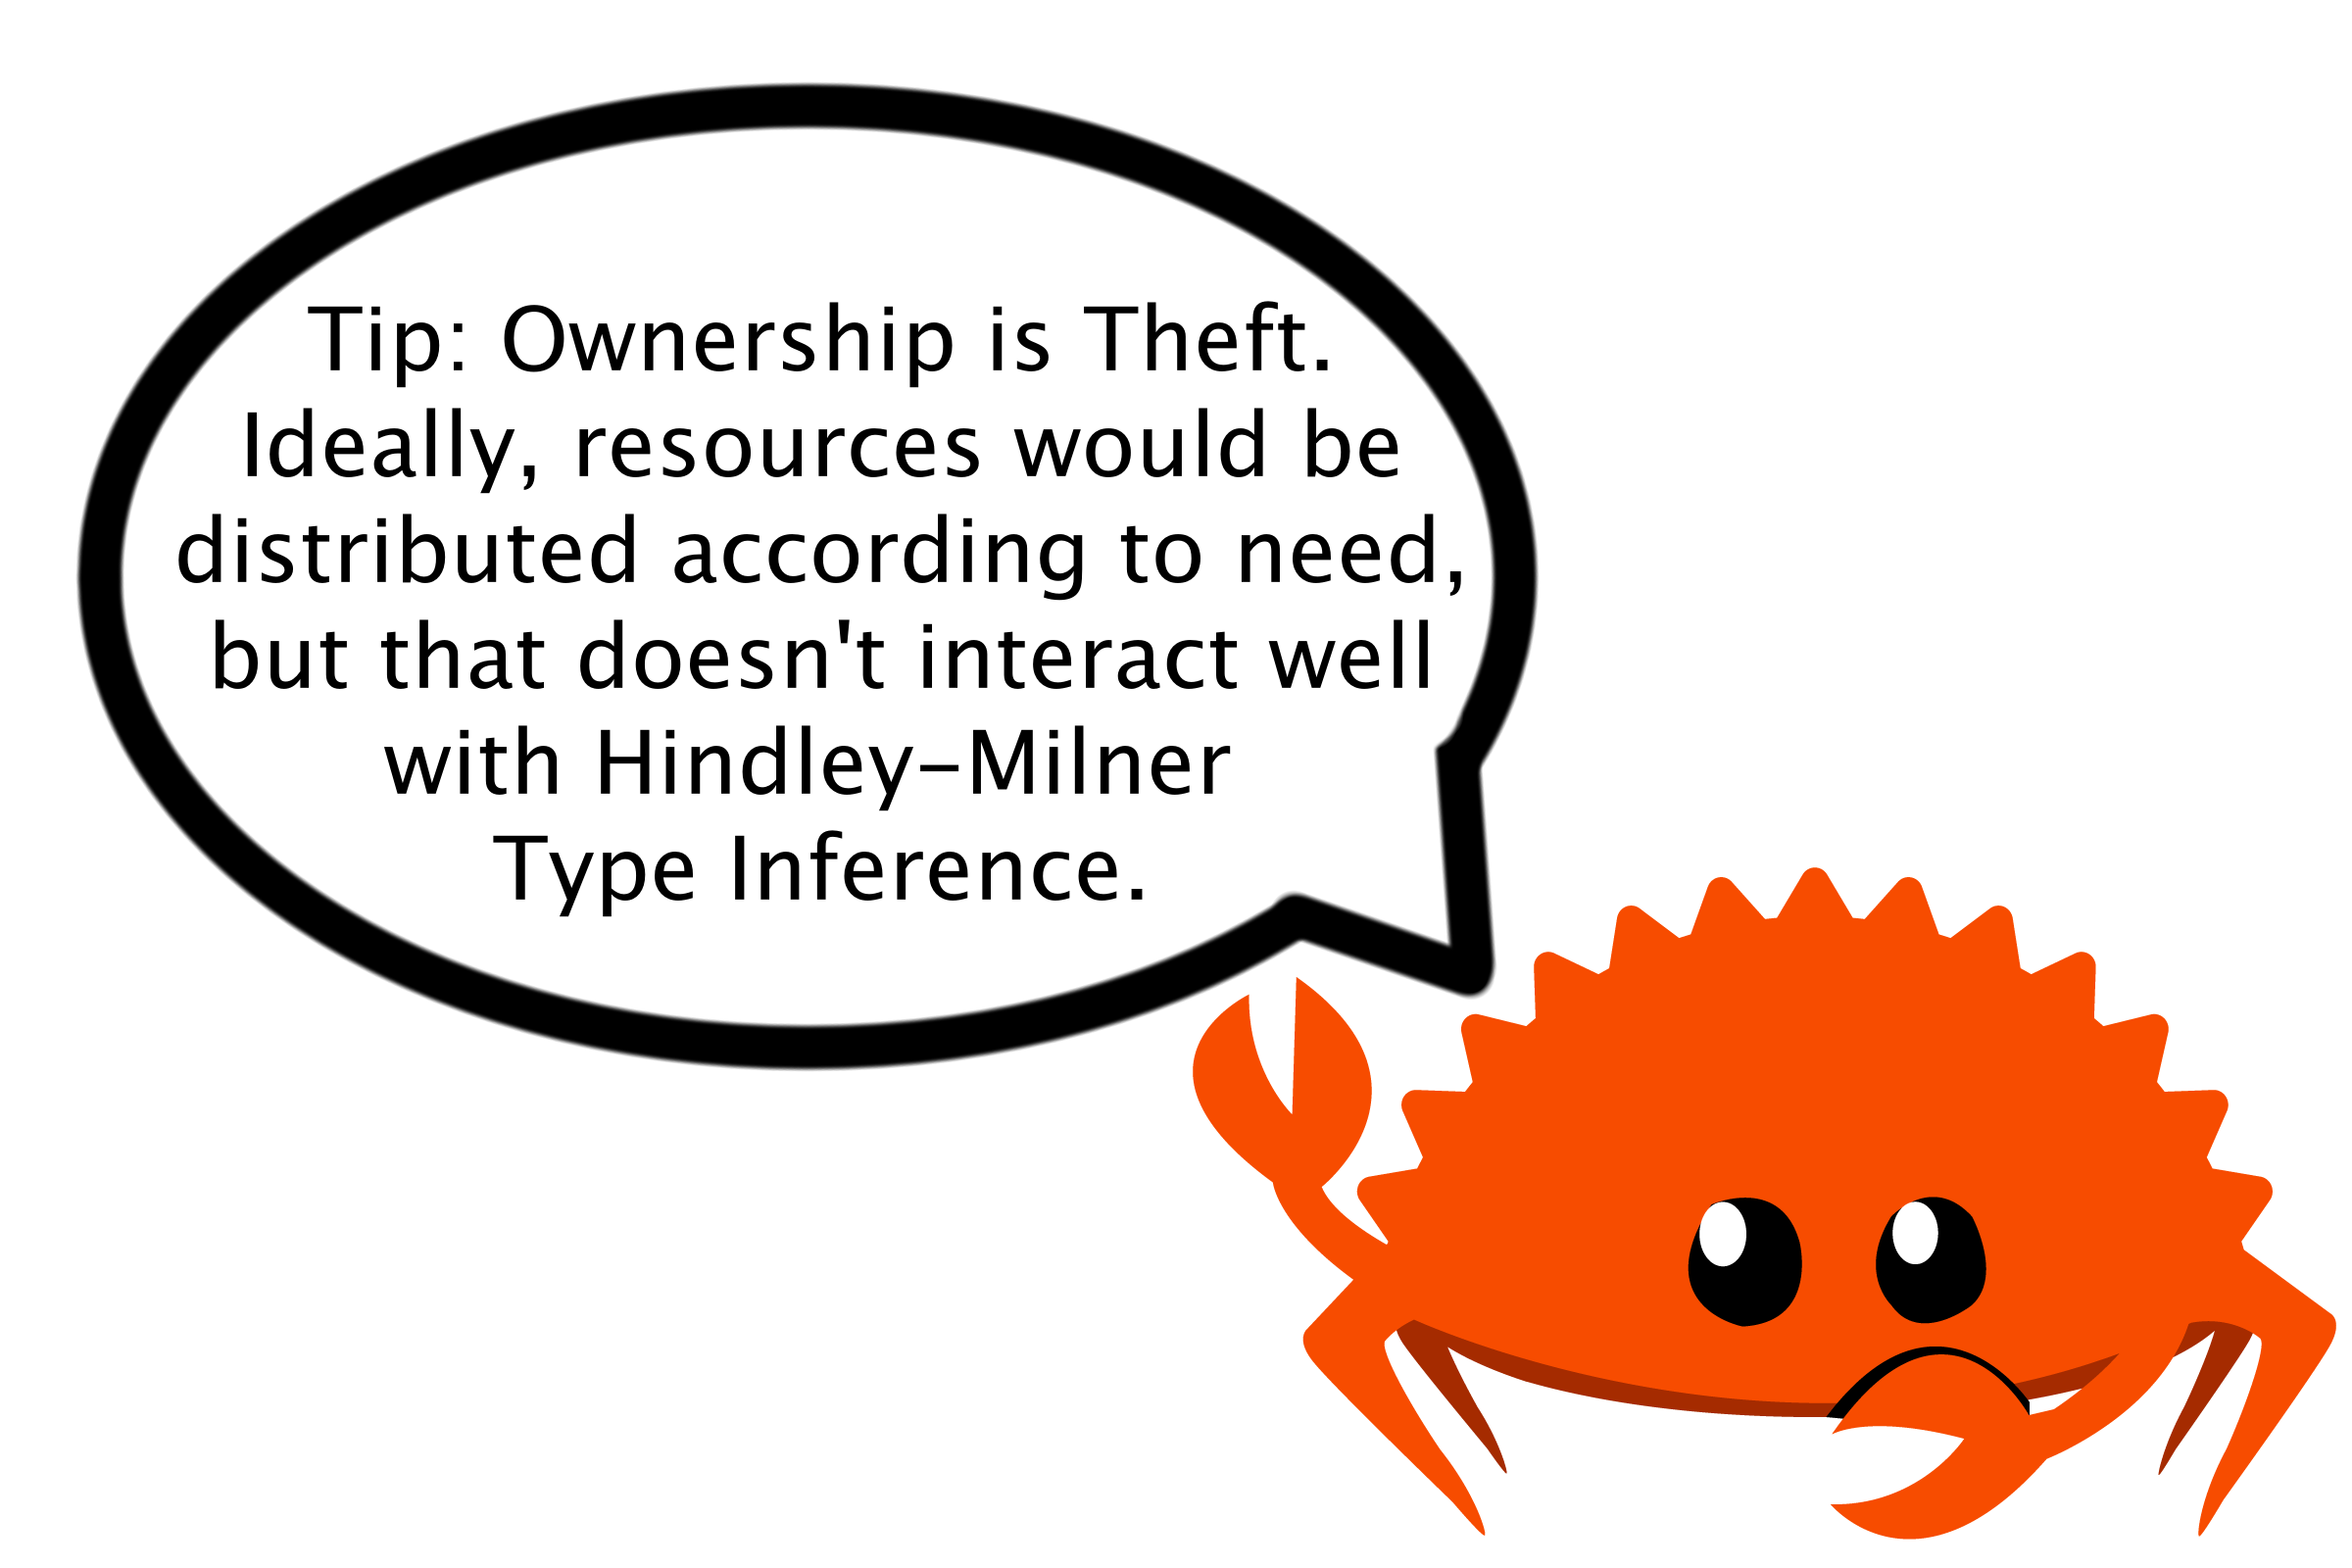 Tip: Ownership is Theft.
Ideally, resources would be
distributed according to need,
but that doesn't interact well
with Hindley-Milner
Type Inference.